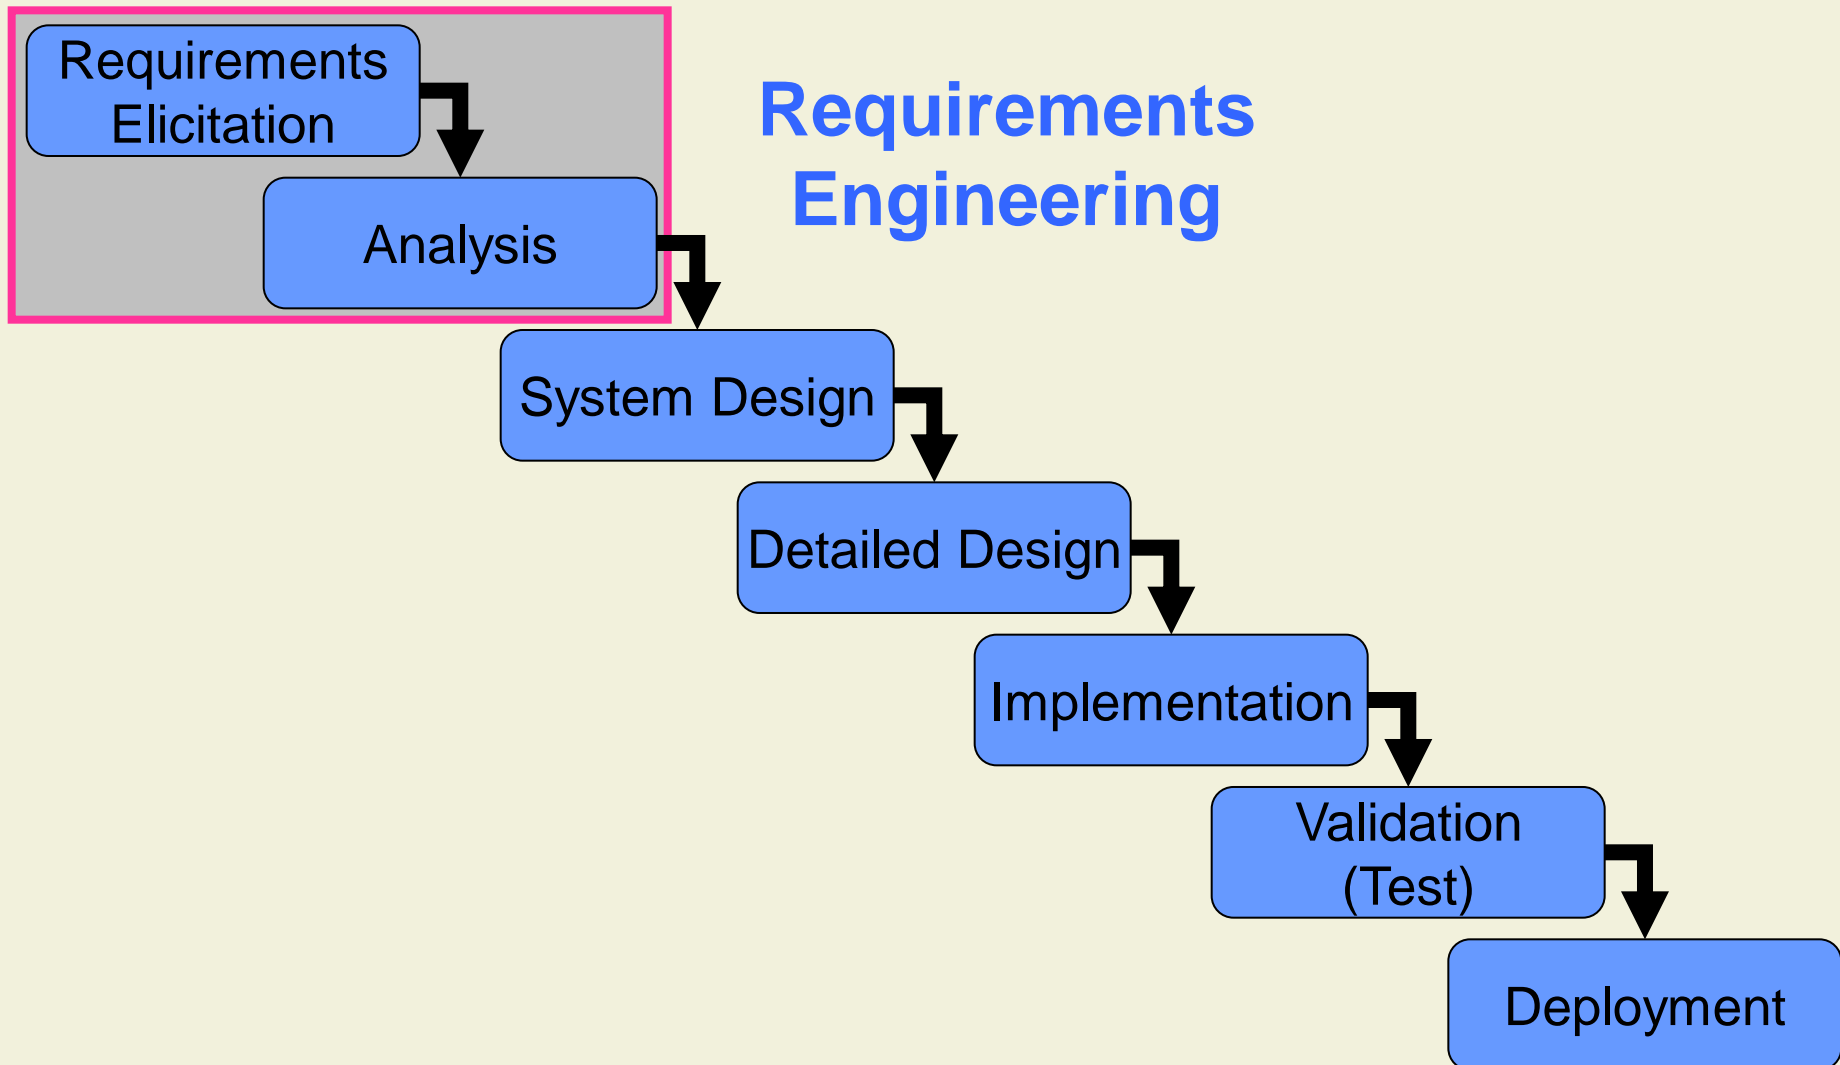 Requirements
Elicitation
Requirements
Engineering
Analysis
System Design
Detailed Design
Implementation
Validation
(Test)
Deployment